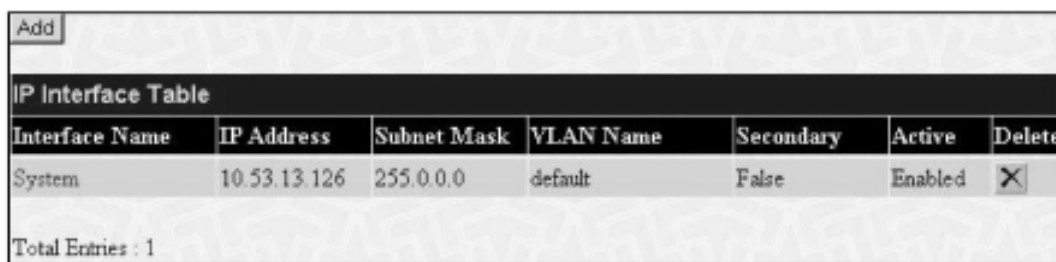 Add
IP Interface Table
Interface Name IP Address Subnet Mask VLAN Name Secondary Active Delete
System 10.53.13.126 255.0.0.0 default False Enabled
Total Entries : 1